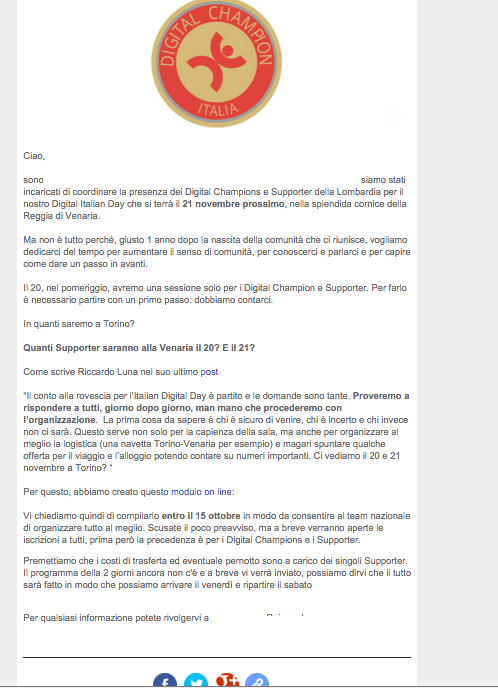 DIGITAL CHAMPION
ITALIA
Ciao,
sono siamo stati
incaricati di coordinare la presenza dei Digital Champions e Supporter della Lombardia per il
nostro Digital Italian Day che si terrà il 21 novembre prossimo, nella splendida cornice della
Reggia di Venaria.
Ma non è tutto perché, giusto 1 anno dopo la nascita della comunità che ci riunisce, vogliamo
dedicarci del tempo per aumentare il senso di comunità, per conoscerci e parlarci e per capire
come dare un passo in avanti.
Il 20, nel pomeriggio, avremo una sessione solo per i Digital Champion e Supporter. Per farlo
è necessario partire con un primo passo: dobbiamo contarci.
In quanti saremo a Torino?
Quanti Supporter saranno alla Venaria il 20? E il 21?
Come scrive Riccardo Luna nel suo ultimo post
"Il conto alla rovescia per l'Italian Digital Day è partito e le domande sono tante. Proveremo a
rispondere a tutti, giorno dopo giorno, man mano che procederemo con
l'organizzazione. La prima cosa da sapere è chi è sicuro di venire, chi è incerto e chi invece
non ci sarà. Questo serve non solo per la capienza della sala, ma anche per organizzare al
meglio la logistica (una navetta Torino-Venaria per esempio) e magari spuntare qualche
offerta per il viaggio e l'alloggio potendo contare su numeri importanti. Ci vediamo il 20 e 21
novembre a Torino? "
Per questo, abbiamo creato questo modulo on line:
Vi chiediamo quindi di compilarlo entro il 15 ottobre in modo da consentire al team nazionale
di organizzare tutto al meglio. Scusate il poco preavviso, ma a breve verranno aperte le
iscrizioni a tutti, prima però la precedenza è per i Digital Champions e i Supporter.
Premettiamo che i costi di trasferta ed eventuale pernotto sono a carico dei singoli Supporter.
Il programma della 2 giorni ancora non c'è e a breve vi verrà inviato, possiamo dirvi che il tutto
sarà fatto in modo che possiamo arrivare il venerdì e ripartire il sabato
Per qualsiasi informazione potete rivolgervi a